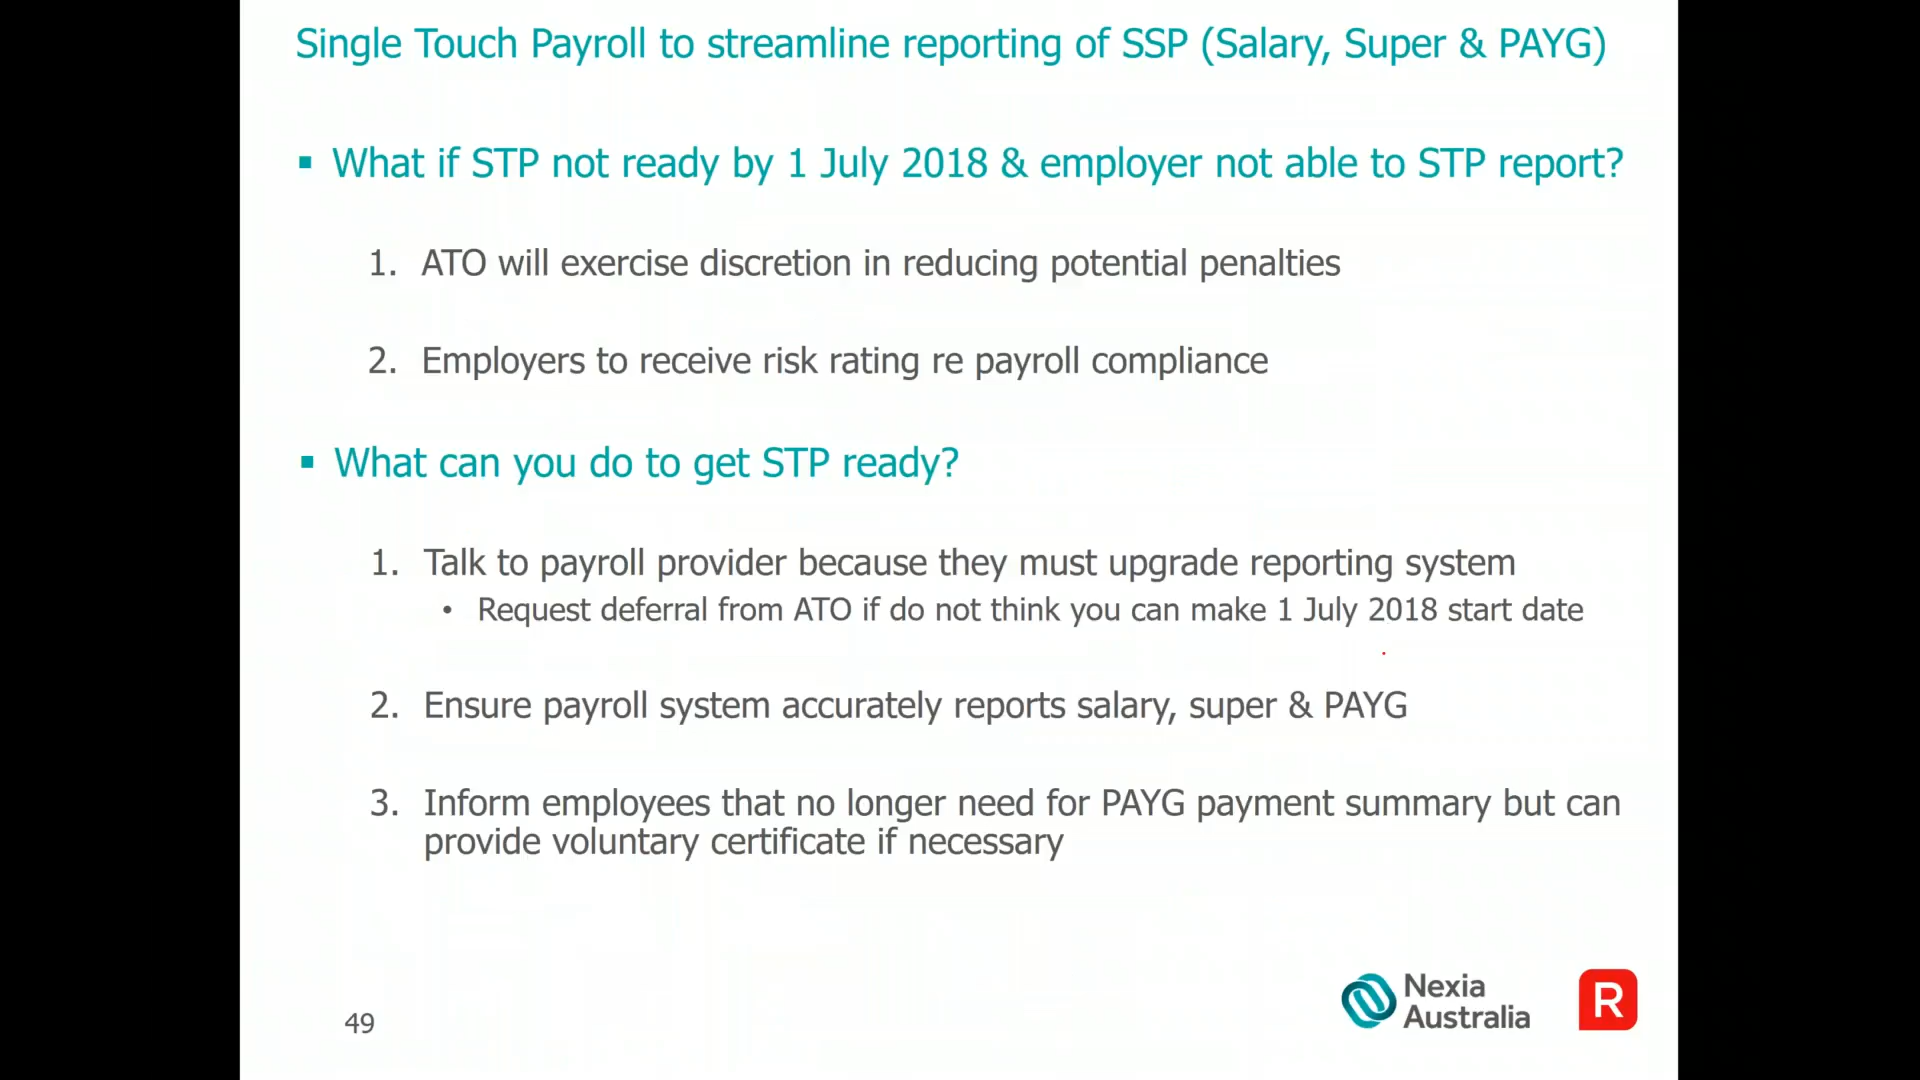 Single Touch Payroll to streamline reporting of SSP (Salary, Super & PAYG)
▪ What if STP not ready by 1 July 2018 & employer not able to STP report?
1. ATO will exercise discretion in reducing potential penalties
2. Employers to receive risk rating re payroll compliance
▪ What can you do to get STP ready?
1. Talk to payroll provider because they must upgrade reporting system
• Request deferral from ATO if do not think you can make 1 July 2018 start date
2. Ensure payroll system accurately reports salary, super & PAYG
3. Inform employees that no longer need for PAYG payment summary but can
provide voluntary certificate if necessary
49
Nexia
Australia
R